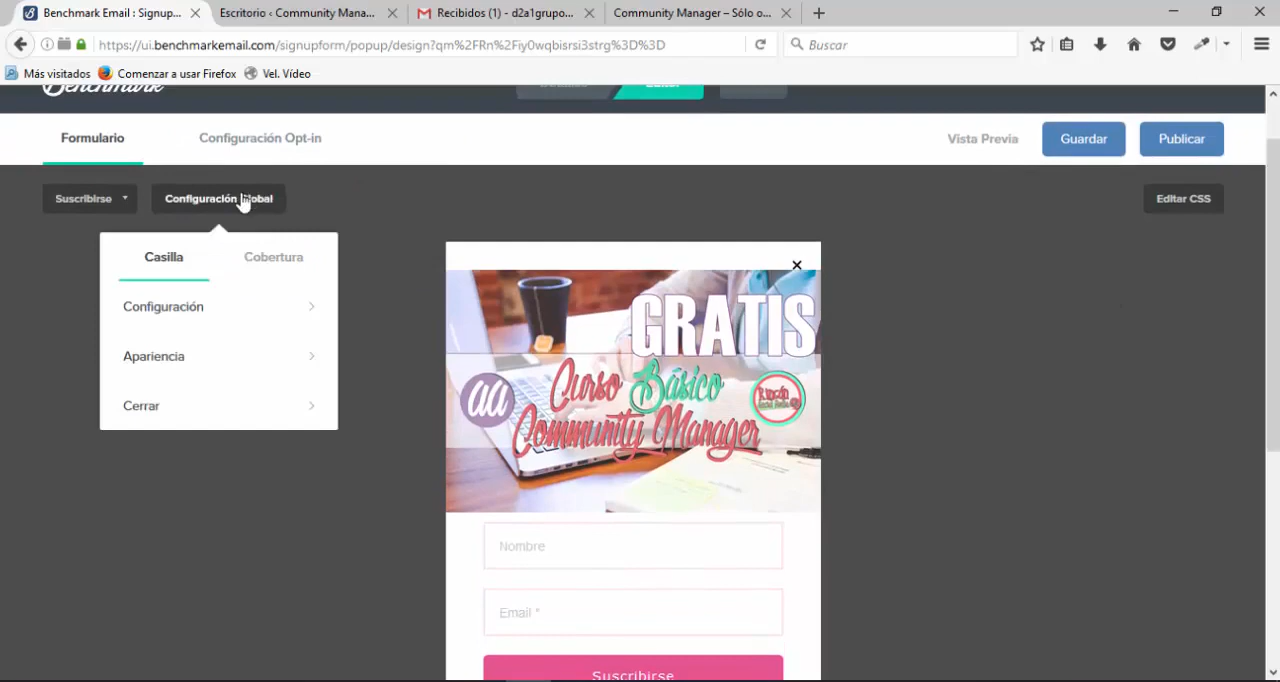 Benchmark Email : Signup...
Escritorio ‹ Community Mana...
Recibidos (1) - d2a1grupo...
Community Manager – Sólo o...
https://ui.benchmarkemail.com/signupform/popup/design?qm%2FRn%2Fiy0wqbisrsi3strg%3D%3D
Buscar
Más visitados
Comenzar a usar Firefox
Vel. Vídeo
Benchmark
Editar
Formulario
Configuración Opt-in
Vista Previa
Guardar
Publicar
Suscribirse
Configuración Global
Editar CSS
Casilla
Cobertura
Configuración
Apariencia
Cerrar
GRATIS
Curso Básico
Community Manager
Nombre
Email *
Suscribirse